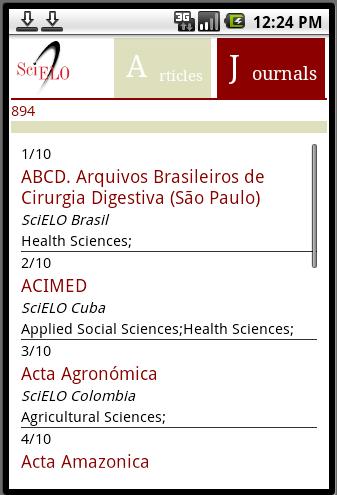 3G
12:24 PM
SciELO
Articles
Journals
894
1/10
ABCD. Arquivos Brasileiros de
Cirurgia Digestiva (São Paulo)
SciELO Brasil
Health Sciences;
2/10
ACIMED
SciELO Cuba
Applied Social Sciences;Health Sciences;
3/10
Acta Agronómica
SciELO Colombia
Agricultural Sciences;
4/10
Acta Amazonica